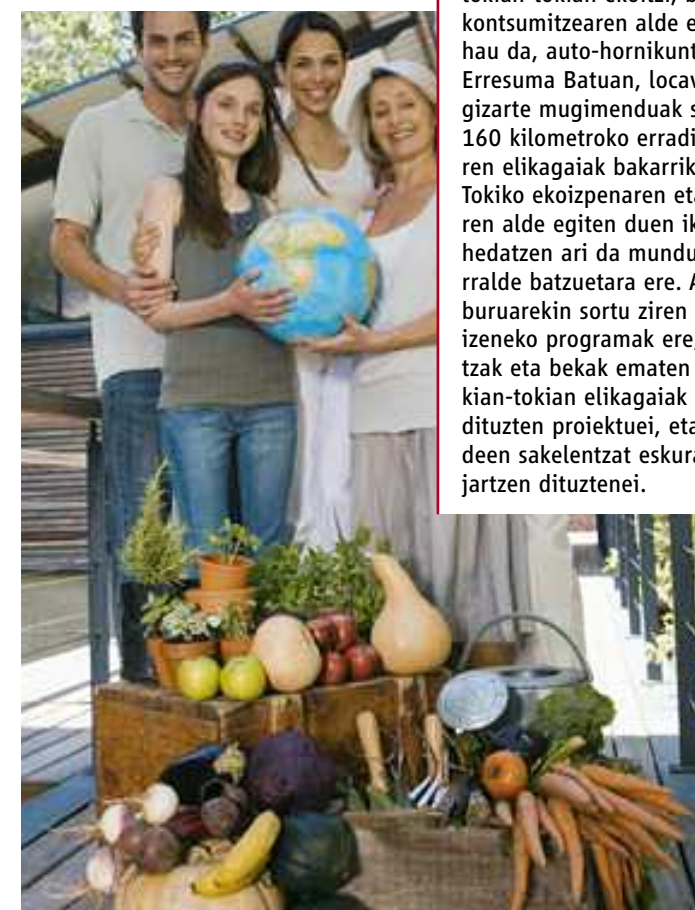 tokian-tokian ekoitzi, b
kontsumitzearen alde e
hau da, auto-hornikunt
Erresuma Batuan, locav
gizarte mugimenduak s
160 kilometroko erradi
ren elikagaiak bakarrik
Tokiko ekoizpenaren eta
ren alde egiten duen ik
hedatzen ari da mundu
rralde batzuetara ere. A
buruarekin sortu ziren
izeneko programak ere,
tzak eta bekak ematen
kian-tokian elikagaiak
dituzten proiektuei, eta
deen sakelentzat eskura
jartzen dituztenei.